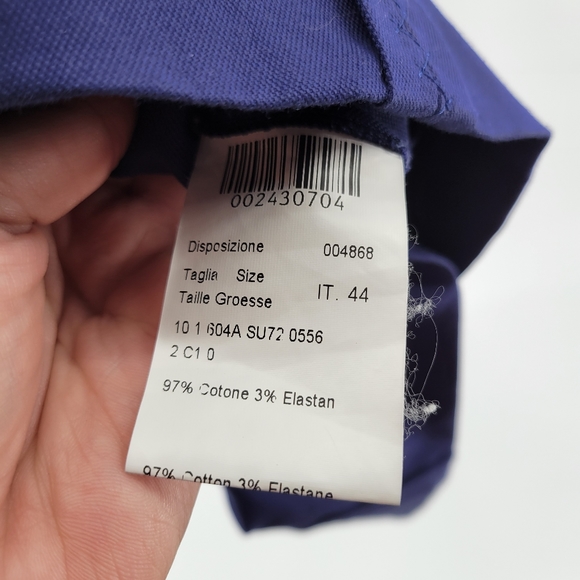 002430704
Disposizione 004868
Taglia Size
Taille Groesse IT. 44
10 1 604A SU72 0556
2 C1 0
97% Cotone 3% Elastan
97% Cotton 3% Elastane